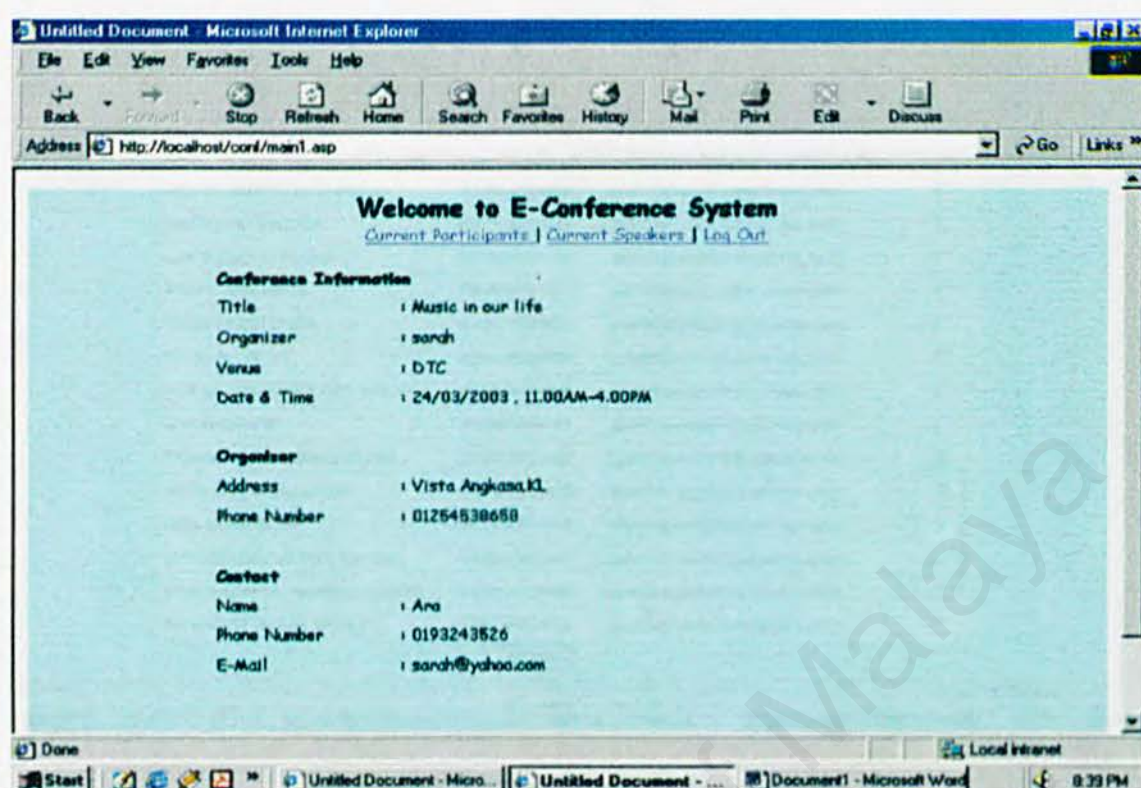 Untitled Document - Microsoft Internet Explorer
File Edit View Favorites Tools Help
Back Forward Stop Refresh Home Search Favorites History Mail Print Edit Discuss
Address http://localhost/conf/main1.asp Go Links »
Welcome to E-Conference System
Current Participants | Current Speakers | Log Out
Conference Information
Title : Music in our life
Organizer : sarah
Venue : DTC
Date & Time : 24/03/2003 , 11.00AM-4.00PM
Organiser
Address : Vista Angkasa,KL
Phone Number : 01254538658
Contact
Name : Ara
Phone Number : 0193243526
E-Mail : sarah@yahoo.com
Malaya
Done Local intranet
Start » Untitled Document - Micro... Untitled Document - ... Document1 - Microsoft Word 8:39 PM